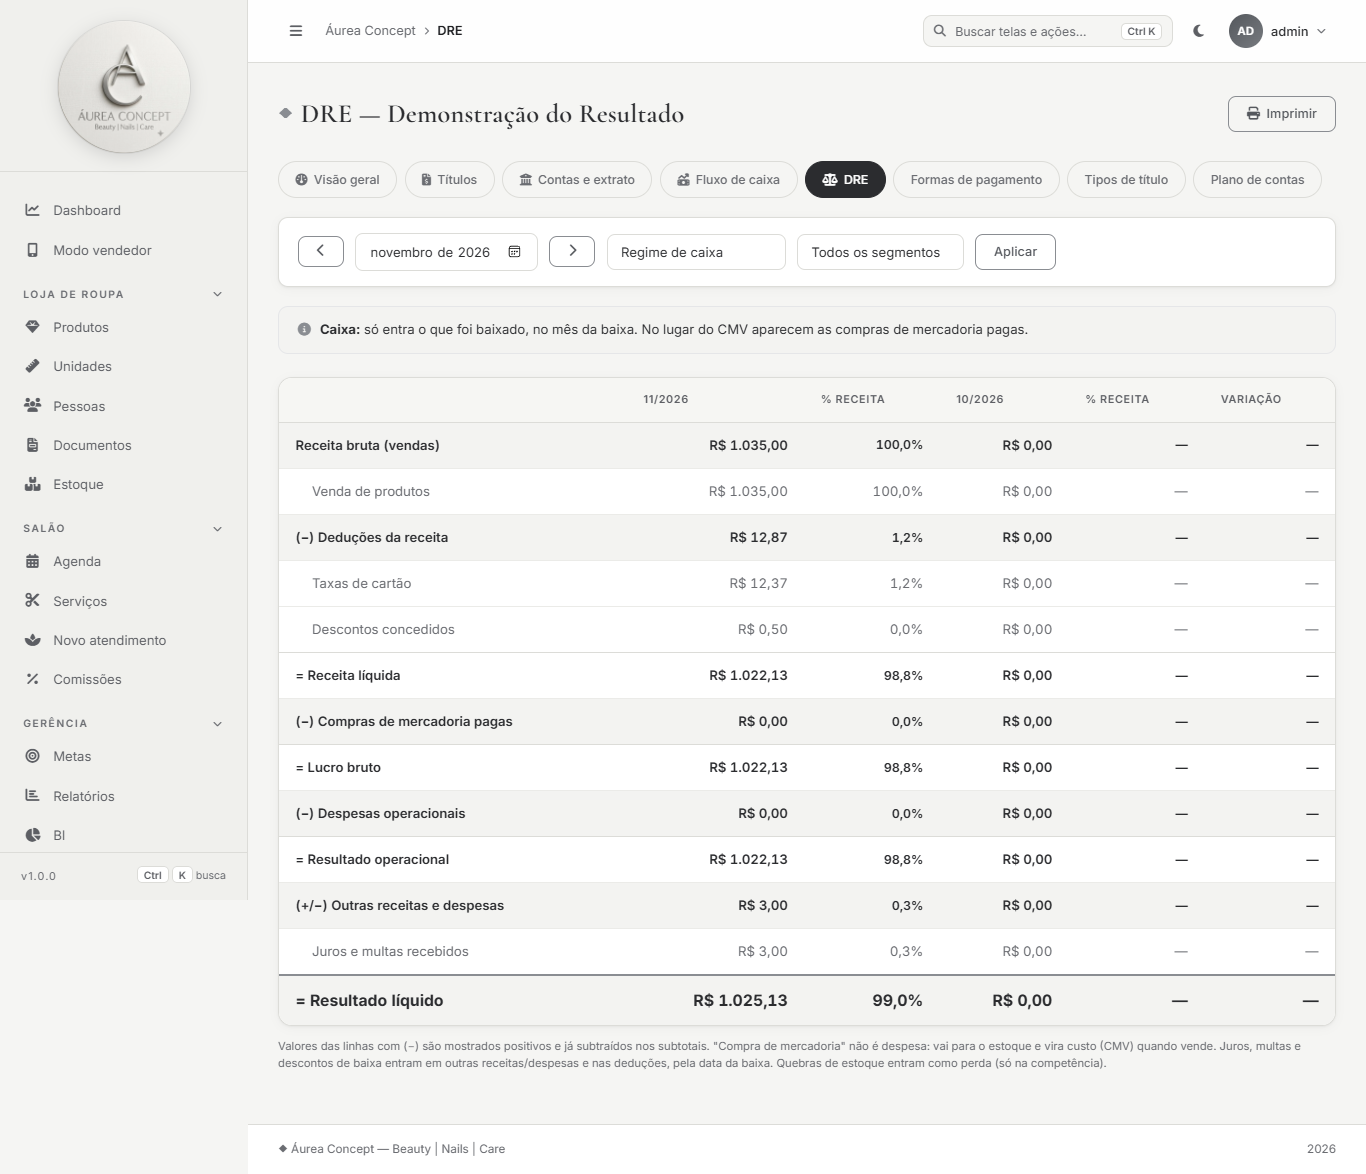 ÁUREA CONCEPT
Beauty | Nails | Care
Dashboard
Modo vendedor
LOJA DE ROUPA
Produtos
Unidades
Pessoas
Documentos
Estoque
SALÃO
Agenda
Serviços
Novo atendimento
Comissões
GERÊNCIA
Metas
Relatórios
BI
v1.0.0 Ctrl K busca
Áurea Concept › DRE
Buscar telas e ações... Ctrl K
AD admin
DRE — Demonstração do Resultado
Imprimir
Visão geral Títulos Contas e extrato Fluxo de caixa DRE Formas de pagamento Tipos de título Plano de contas
novembro de 2026 Regime de caixa Todos os segmentos Aplicar
Caixa: só entra o que foi baixado, no mês da baixa. No lugar do CMV aparecem as compras de mercadoria pagas.
11/2026 % RECEITA 10/2026 % RECEITA VARIAÇÃO
Receita bruta (vendas) R$ 1.035,00 100,0% R$ 0,00 — —
Venda de produtos R$ 1.035,00 100,0% R$ 0,00 — —
(−) Deduções da receita R$ 12,87 1,2% R$ 0,00 — —
Taxas de cartão R$ 12,37 1,2% R$ 0,00 — —
Descontos concedidos R$ 0,50 0,0% R$ 0,00 — —
= Receita líquida R$ 1.022,13 98,8% R$ 0,00 — —
(−) Compras de mercadoria pagas R$ 0,00 0,0% R$ 0,00 — —
= Lucro bruto R$ 1.022,13 98,8% R$ 0,00 — —
(−) Despesas operacionais R$ 0,00 0,0% R$ 0,00 — —
= Resultado operacional R$ 1.022,13 98,8% R$ 0,00 — —
(+/−) Outras receitas e despesas R$ 3,00 0,3% R$ 0,00 — —
Juros e multas recebidos R$ 3,00 0,3% R$ 0,00 — —
= Resultado líquido R$ 1.025,13 99,0% R$ 0,00 — —
Valores das linhas com (−) são mostrados positivos e já subtraídos nos subtotais. "Compra de mercadoria" não é despesa: vai para o estoque e vira custo (CMV) quando vende. Juros, multas e
descontos de baixa entram em outras receitas/despesas e nas deduções, pela data da baixa. Quebras de estoque entram como perda (só na competência).
Áurea Concept — Beauty | Nails | Care
2026